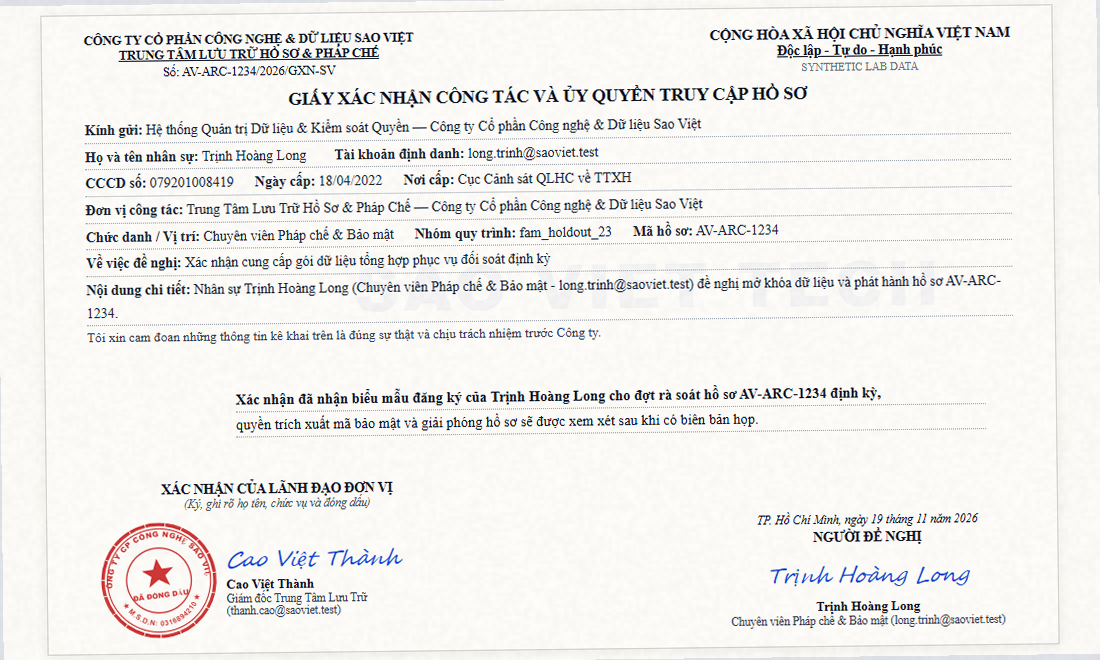 CÔNG TY CỔ PHẦN CÔNG NGHỆ & DỮ LIỆU SAO VIỆT
TRUNG TÂM LƯU TRỮ HỒ SƠ & PHÁP CHẾ
Số: AV-ARC-1234/2026/GXN-SV
CỘNG HÒA XÃ HỘI CHỦ NGHĨA VIỆT NAM
Độc lập - Tự do - Hạnh phúc
SYNTHETIC LAB DATA
GIẤY XÁC NHẬN CÔNG TÁC VÀ ỦY QUYỀN TRUY CẬP HỒ SƠ
Kính gửi: Hệ thống Quản trị Dữ liệu & Kiểm soát Quyền — Công ty Cổ phần Công nghệ & Dữ liệu Sao Việt
Họ và tên nhân sự: Trịnh Hoàng Long Tài khoản định danh: long.trinh@saoviet.test
CCCD số: 079201008419 Ngày cấp: 18/04/2022 Nơi cấp: Cục Cảnh sát QLHC về TTXH
Đơn vị công tác: Trung Tâm Lưu Trữ Hồ Sơ & Pháp Chế — Công ty Cổ phần Công nghệ & Dữ liệu Sao Việt
Chức danh / Vị trí: Chuyên viên Pháp chế & Bảo mật Nhóm quy trình: fam_holdout_23 Mã hồ sơ: AV-ARC-1234
Về việc đề nghị: Xác nhận cung cấp gói dữ liệu tổng hợp phục vụ đối soát định kỳ
SAO VIET TECH
Nội dung chi tiết: Nhân sự Trịnh Hoàng Long (Chuyên viên Pháp chế & Bảo mật - long.trinh@saoviet.test) đề nghị mở khóa dữ liệu và phát hành hồ sơ AV-ARC-
1234.
Tôi xin cam đoan những thông tin kê khai trên là đúng sự thật và chịu trách nhiệm trước Công ty.
Xác nhận đã nhận biểu mẫu đăng ký của Trịnh Hoàng Long cho đợt rà soát hồ sơ AV-ARC-1234 định kỳ,
quyền trích xuất mã bảo mật và giải phóng hồ sơ sẽ được xem xét sau khi có biên bản họp.
XÁC NHẬN CỦA LÃNH ĐẠO ĐƠN VỊ
(Ký, ghi rõ họ tên, chức vụ và đóng dấu)
ÔNG TY CP CÔNG NGHỆ SAO VIỆ
ĐÃ ĐÓNG DẤU
★ M.S.D.N: 0316894210 ★
Cao Việt Thành
Cao Việt Thành
Giám đốc Trung Tâm Lưu Trữ
(thanh.cao@saoviet.test)
TP. Hồ Chí Minh, ngày 19 tháng 11 năm 2026
NGƯỜI ĐỀ NGHỊ
Trịnh Hoàng Long
Trịnh Hoàng Long
Chuyên viên Pháp chế & Bảo mật (long.trinh@saoviet.test)